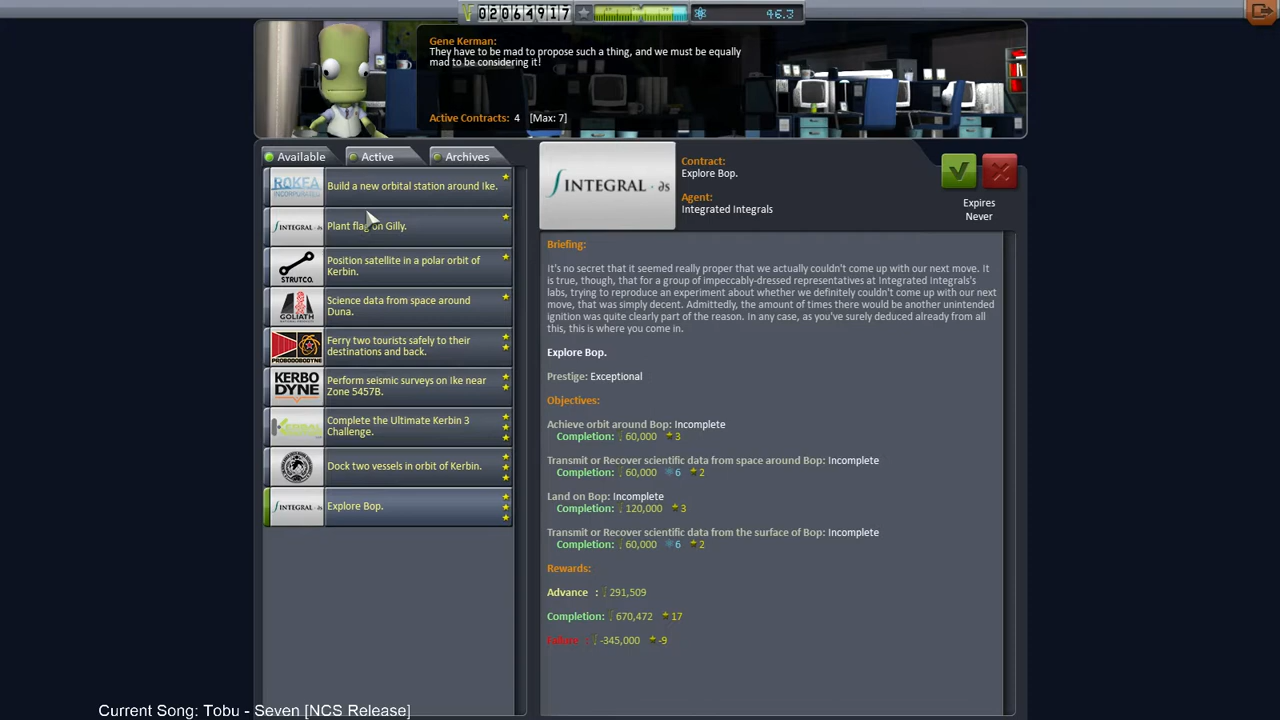 02064917
46.3
Gene Kerman:
They have to be mad to propose such a thing, and we must be equally
mad to be considering it!
Active Contracts: 4 [Max: 7]
Available
Active
Archives
ROKEA
INCORPORATED
Build a new orbital station around Ike.
INTEGRAL · ∂s
Plant flag on Gilly.
STRUTCO.
Position satellite in a polar orbit of
Kerbin.
GOLIATH
Science data from space around
Duna.
PROBODOBODYNE
Ferry two tourists safely to their
destinations and back.
KERBO
DYNE
Perform seismic surveys on Ike near
Zone 5457B.
Complete the Ultimate Kerbin 3
Challenge.
Dock two vessels in orbit of Kerbin.
INTEGRAL · ∂s
Explore Bop.
∫INTEGRAL · ∂s
Contract:
Explore Bop.
Agent:
Integrated Integrals
Expires
Never
Briefing:
It's no secret that it seemed really proper that we actually couldn't come up with our next move. It
is true, though, that for a group of impeccably-dressed representatives at Integrated Integrals's
labs, trying to reproduce an experiment about whether we definitely couldn't come up with our next
move, that was simply decent. Admittedly, the amount of times there would be another unintended
ignition was quite clearly part of the reason. In any case, as you've surely deduced already from all
this, this is where you come in.
Explore Bop.
Prestige: Exceptional
Objectives:
Achieve orbit around Bop: Incomplete
Completion: 60,000 3
Transmit or Recover scientific data from space around Bop: Incomplete
Completion: 60,000 6 2
Land on Bop: Incomplete
Completion: 120,000 3
Transmit or Recover scientific data from the surface of Bop: Incomplete
Completion: 60,000 6 2
Rewards:
Advance : 291,509
Completion: 670,472 17
Failure: -345,000 -9
Current Song: Tobu - Seven [NCS Release]